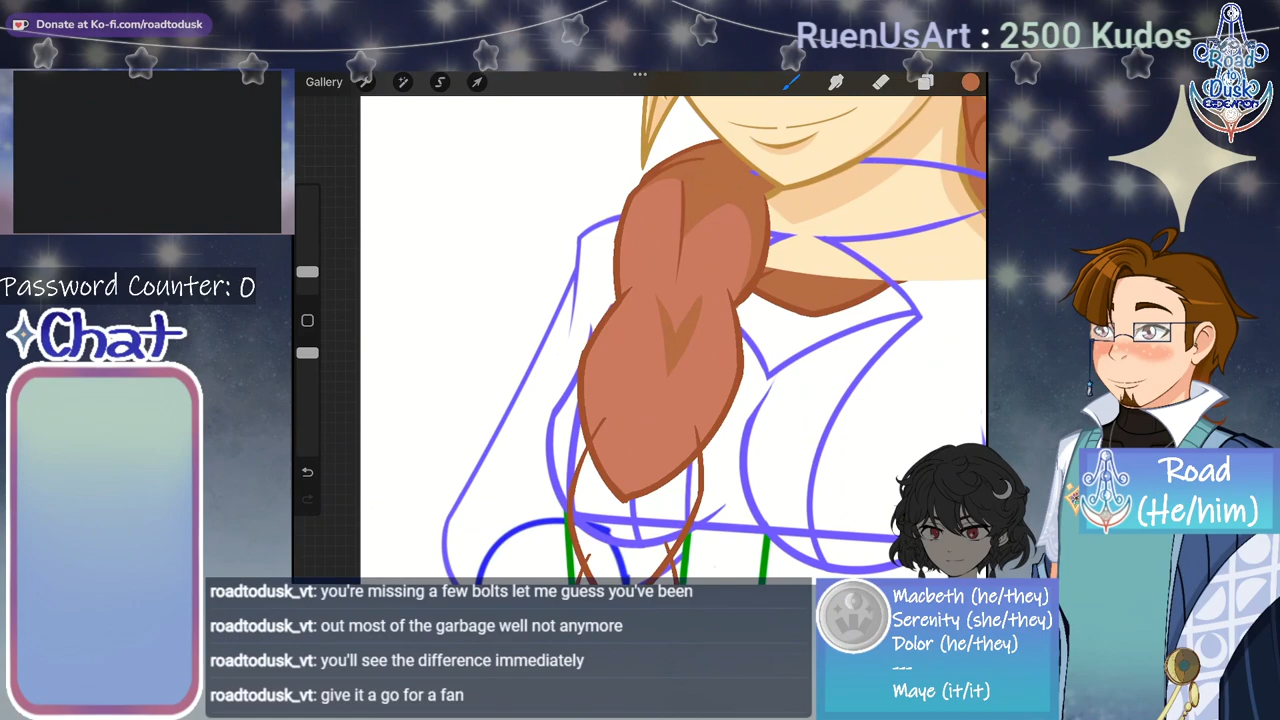 Donate at Ko-fi.com/roadtodusk
RuenUsArt : 2500 Kudos
Road
to
Dusk
Gallery
Password Counter: 0
Chat
Road
(He/him)
roadtodusk_vt: you're missing a few bolts let me guess you've been
roadtodusk_vt: out most of the garbage well not anymore
roadtodusk_vt: you'll see the difference immediately
roadtodusk_vt: give it a go for a fan
Macbeth (he/they)
Serenity (she/they)
Dolor (he/they)
---
Maye (it/it)